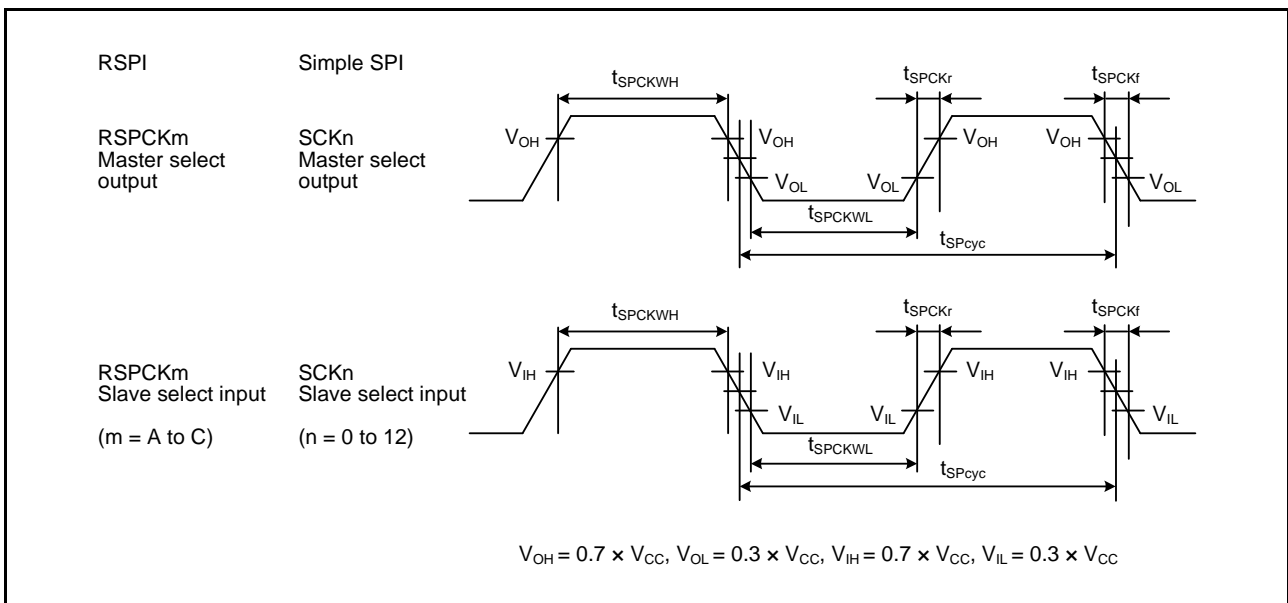 RSPI
Simple SPI
tSPCKWH
tSPCKr
tSPCKf
RSPCKm
Master select
output
SCKn
Master select
output
VOH
VOH
VOL
VOL
VOH
VOH
VOL
tSPCKWL
tSPcyc
tSPCKWH
tSPCKr
tSPCKf
RSPCKm
Slave select input
(m = A to C)
SCKn
Slave select input
(n = 0 to 12)
VIH
VIH
VIL
VIL
VIH
VIH
VIL
tSPCKWL
tSPcyc
VOH = 0.7 × VCC, VOL = 0.3 × VCC, VIH = 0.7 × VCC, VIL = 0.3 × VCC